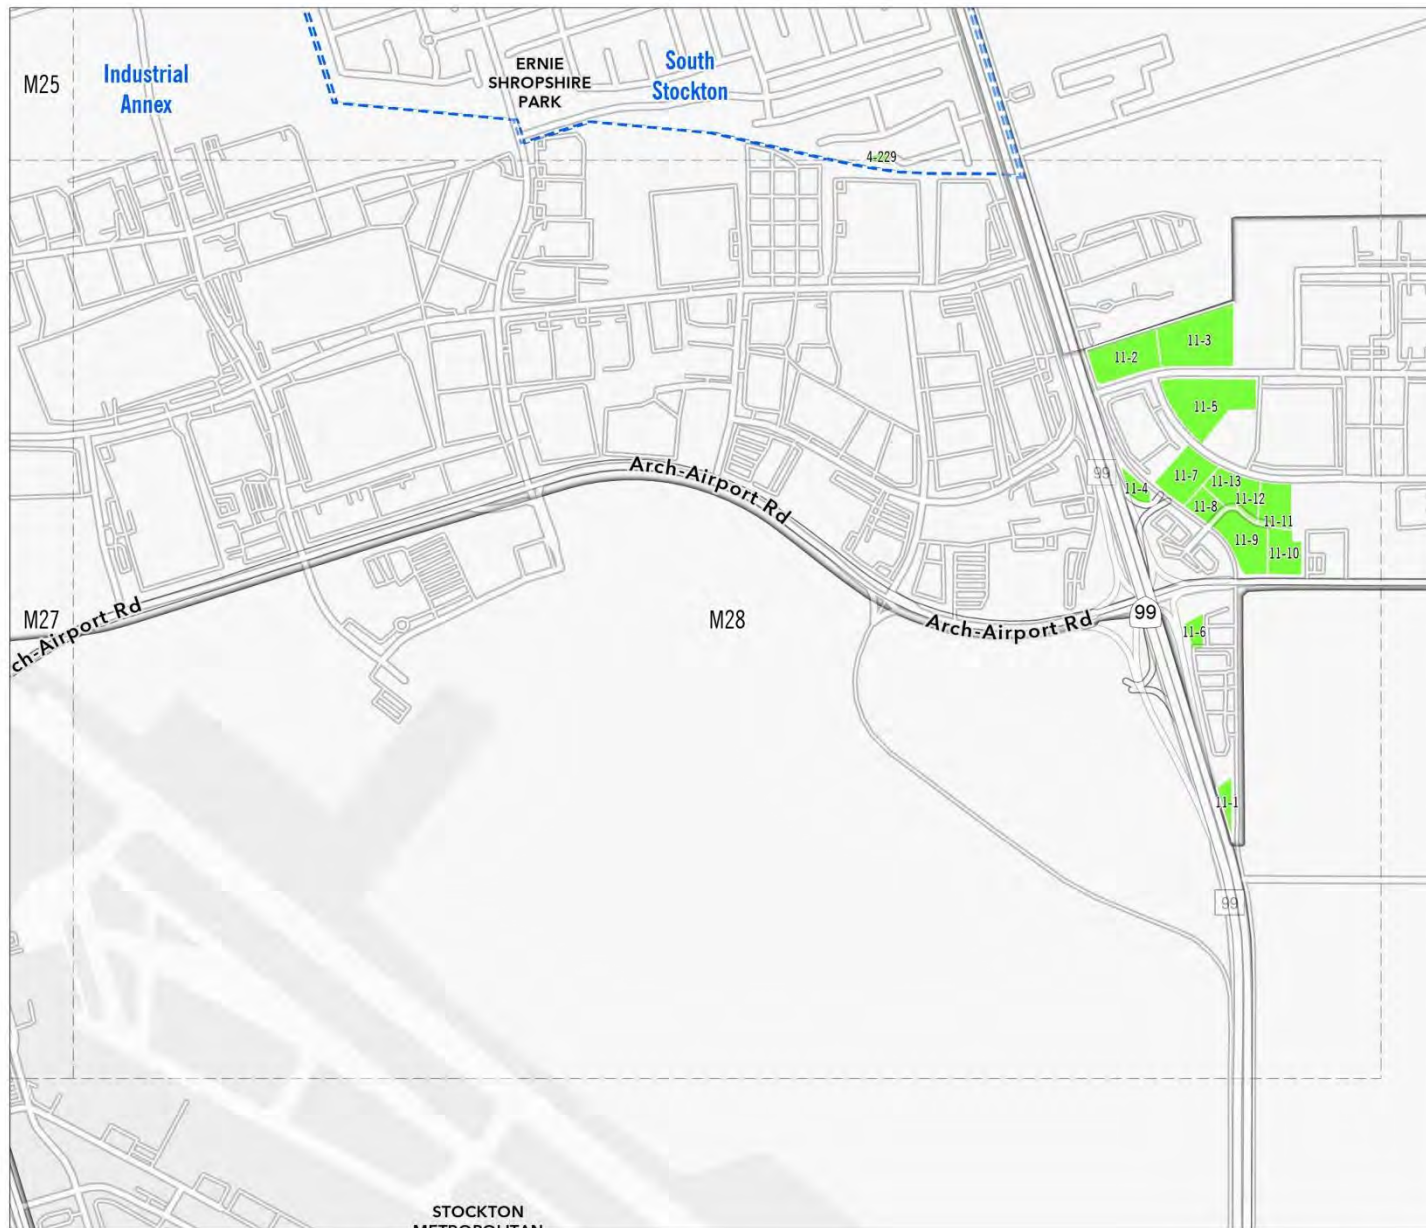 ERNIE
SHROPSHIRE
PARK
South
Stockton
Industrial
Annex
M25
4-229
11-3
11-2
11-5
Arch-Airport Rd
99
11-4
11-7
11-13
11-12
11-8
11-11
11-9
11-10
M27
ch-Airport Rd
M28
Arch-Airport Rd
99
11-6
11-1
99
STOCKTON
METROPOLITAN